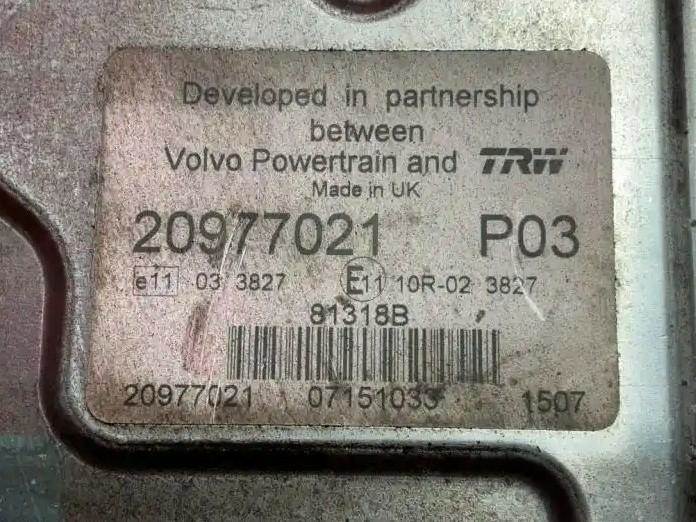 Developed in partnership
between
Volvo Powertrain and TRW
Made in UK
20977021 P03
e11 03 3827 E11 10R-02 3827
81318B
20977021 07151033 1507